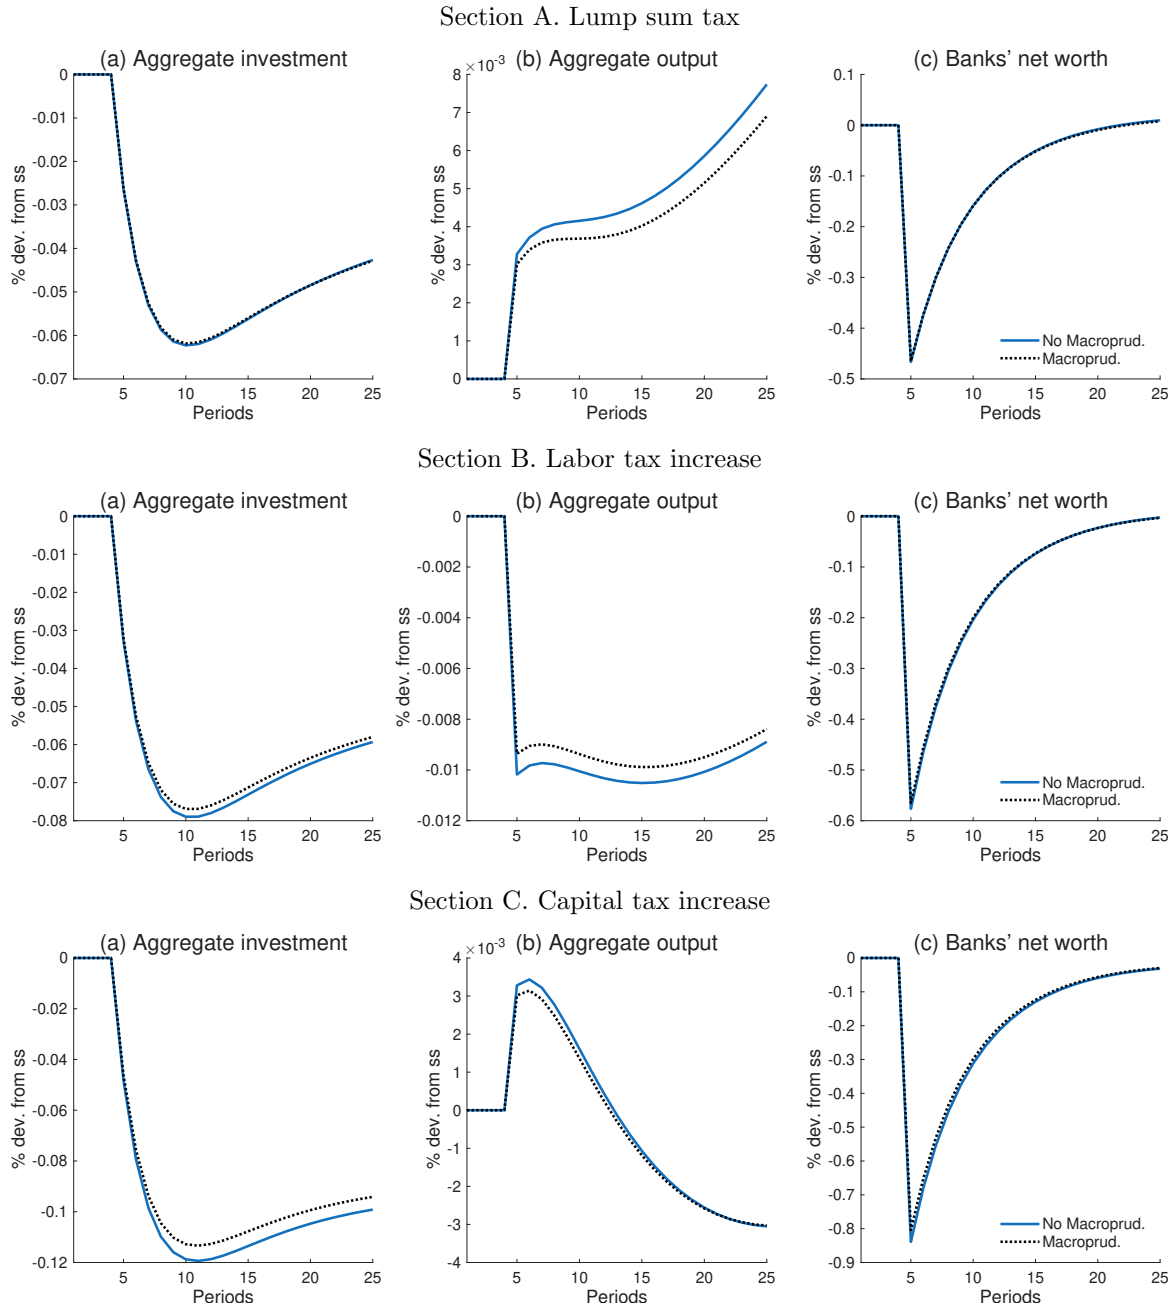 Section A. Lump sum tax
(a) Aggregate investment
0
-0.01
-0.02
-0.03
-0.04
-0.05
-0.06
-0.07
5 10 15 20 25
Periods
% dev. from ss
×10⁻³ (b) Aggregate output
8
7
6
5
4
3
2
1
0
5 10 15 20 25
Periods
% dev. from ss
(c) Banks' net worth
0.1
0
-0.1
-0.2
-0.3
-0.4
-0.5
5 10 15 20 25
Periods
% dev. from ss
No Macroprud.
Macroprud.
Section B. Labor tax increase
(a) Aggregate investment
0
-0.01
-0.02
-0.03
-0.04
-0.05
-0.06
-0.07
-0.08
5 10 15 20 25
Periods
% dev. from ss
(b) Aggregate output
0
-0.002
-0.004
-0.006
-0.008
-0.01
-0.012
5 10 15 20 25
Periods
% dev. from ss
(c) Banks' net worth
0
-0.1
-0.2
-0.3
-0.4
-0.5
-0.6
5 10 15 20 25
Periods
% dev. from ss
No Macroprud.
Macroprud.
Section C. Capital tax increase
(a) Aggregate investment
0
-0.02
-0.04
-0.06
-0.08
-0.1
-0.12
5 10 15 20 25
Periods
% dev. from ss
×10⁻³ (b) Aggregate output
4
3
2
1
0
-1
-2
-3
-4
5 10 15 20 25
Periods
% dev. from ss
(c) Banks' net worth
0
-0.1
-0.2
-0.3
-0.4
-0.5
-0.6
-0.7
-0.8
-0.9
5 10 15 20 25
Periods
% dev. from ss
No Macroprud.
Macroprud.